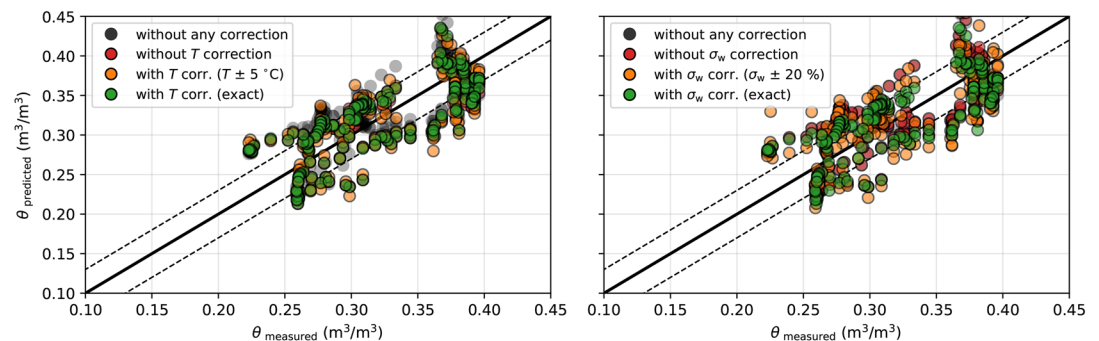 0.45
0.40
0.35
0.30
0.25
0.20
0.15
0.10
θ predicted (m³/m³)
without any correction
without T correction
with T corr. (T ± 5 °C)
with T corr. (exact)
0.10 0.15 0.20 0.25 0.30 0.35 0.40 0.45
θ measured (m³/m³)
without any correction
without σw correction
with σw corr. (σw ± 20 %)
with σw corr. (exact)
0.10 0.15 0.20 0.25 0.30 0.35 0.40 0.45
θ measured (m³/m³)